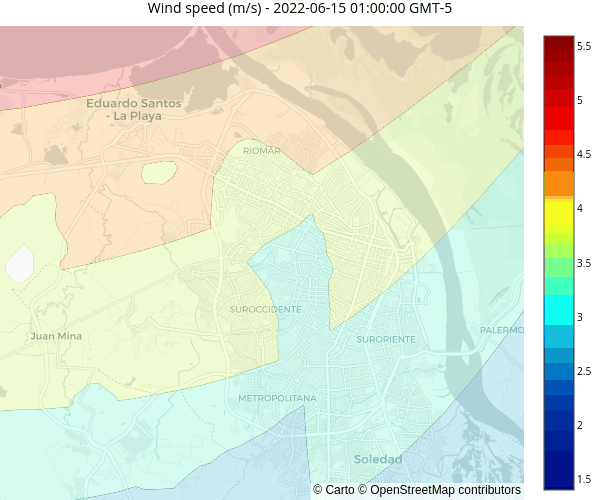 Wind speed (m/s) - 2022-06-15 01:00:00 GMT-5
5.5
5
4.5
4
3.5
3
2.5
2
1.5
Eduardo Santos
- La Playa
RIOMAR
SUROCCIDENTE
PALERMO
Juan Mina
SURORIENTE
METROPOLITANA
Soledad
© Carto © OpenStreetMap contributors